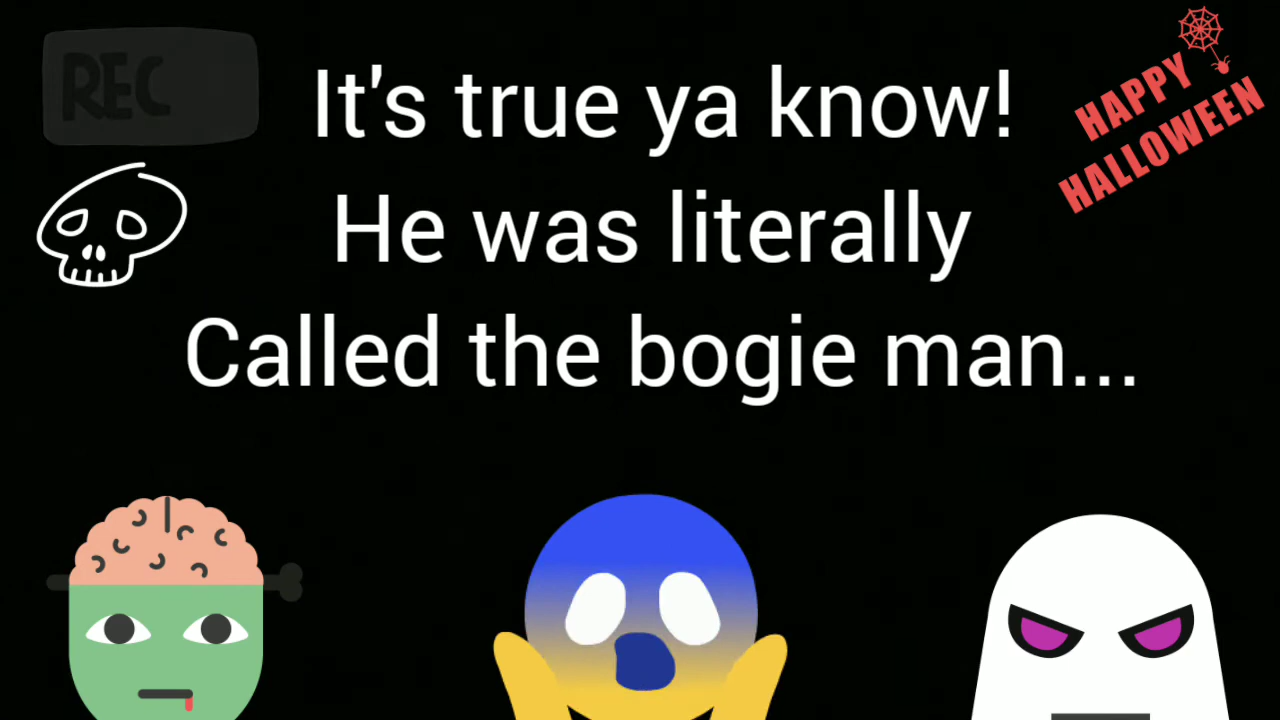 REC
It's true ya know!
He was literally
Called the bogie man...
HAPPY
HALLOWEEN